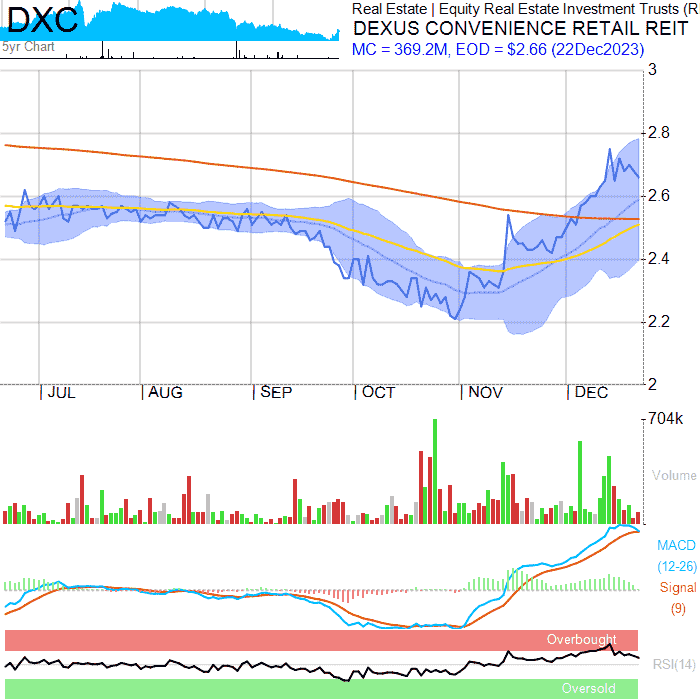 DXC
5yr Chart
Real Estate | Equity Real Estate Investment Trusts (R
DEXUS CONVENIENCE RETAIL REIT
MC = 369.2M, EOD = $2.66 (22Dec2023)
3
2.8
2.6
2.4
2.2
2
| JUL | AUG | SEP | OCT | NOV | DEC
704k
Volume
MACD
(12-26)
Signal
(9)
Overbought
RSI(14)
Oversold